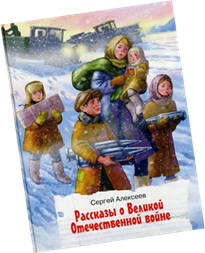 Сергей Алексеев
Рассказы о Великой
Отечественной войне